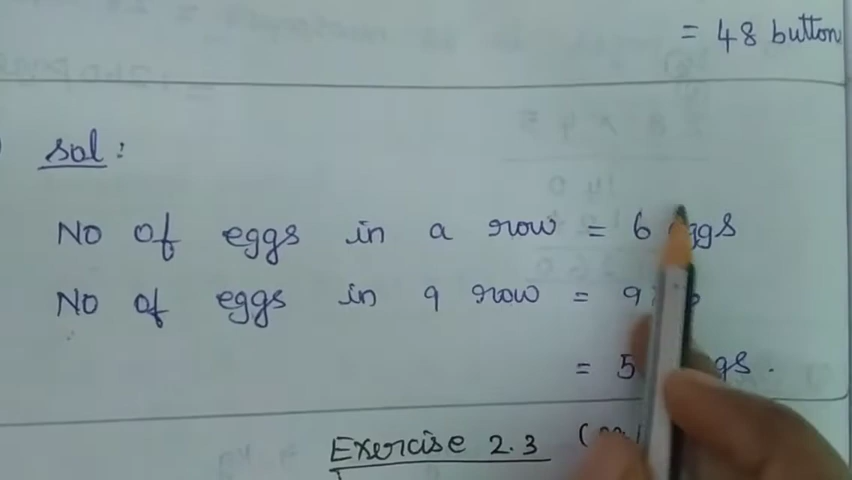 = 48 button
sol:
No of eggs in a row = 6 eggs
No of eggs in 9 row = 9
= 5
Exercise 2.3